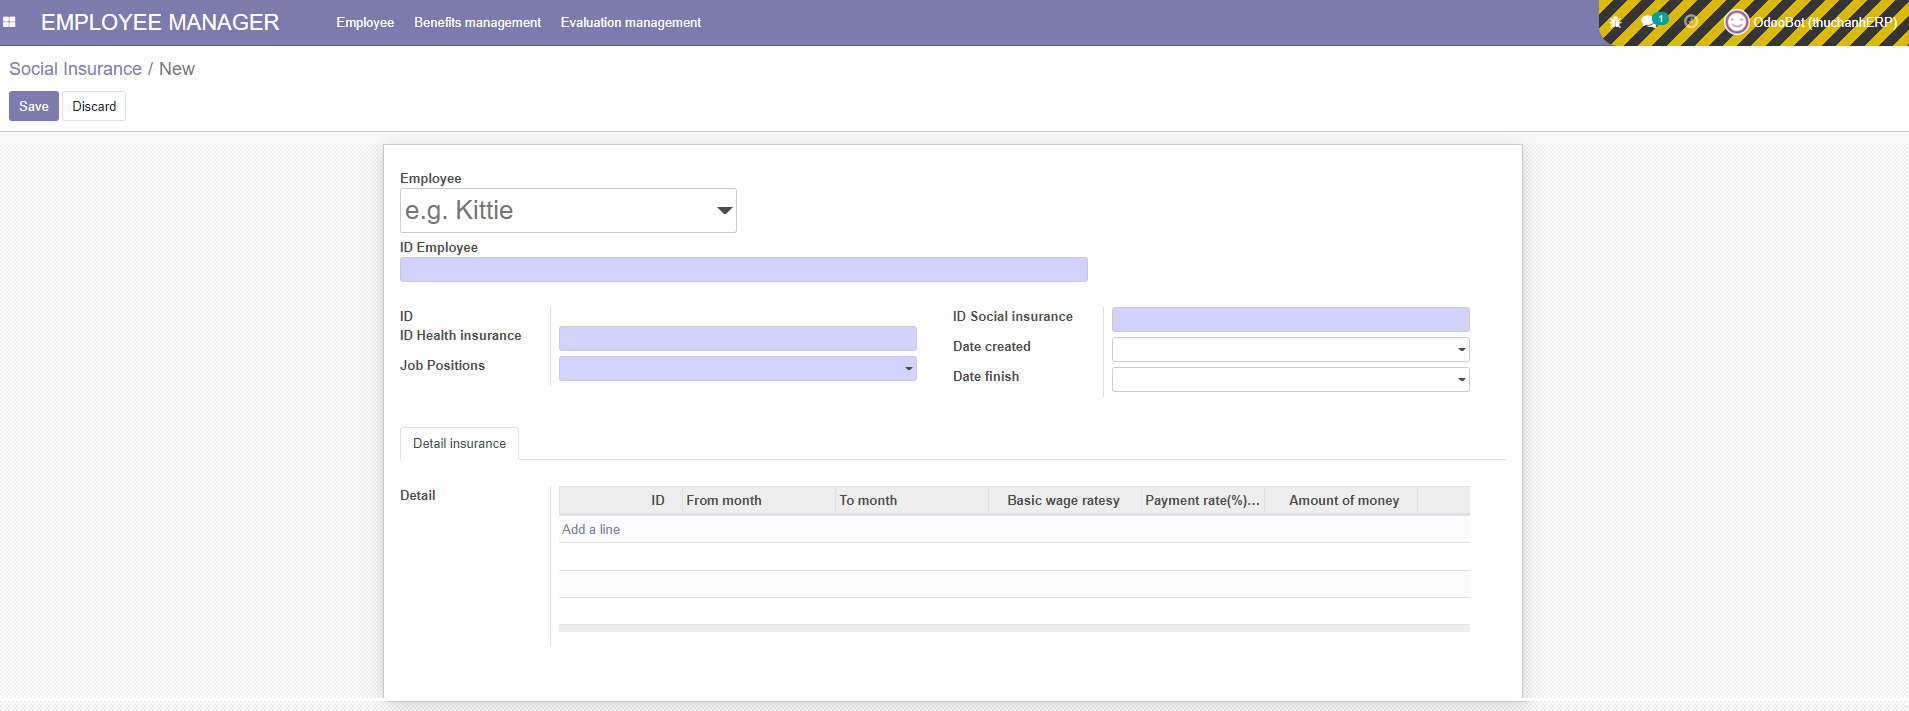 EMPLOYEE MANAGER Employee Benefits management Evaluation management 1 OdooBot (thuchanhERP)
Social Insurance / New
Save Discard
Employee
e.g. Kittie
ID Employee
ID ID Social insurance
ID Health insurance Date created
Job Positions Date finish
Detail insurance
Detail ID From month To month Basic wage ratesy Payment rate(%)... Amount of money
Add a line